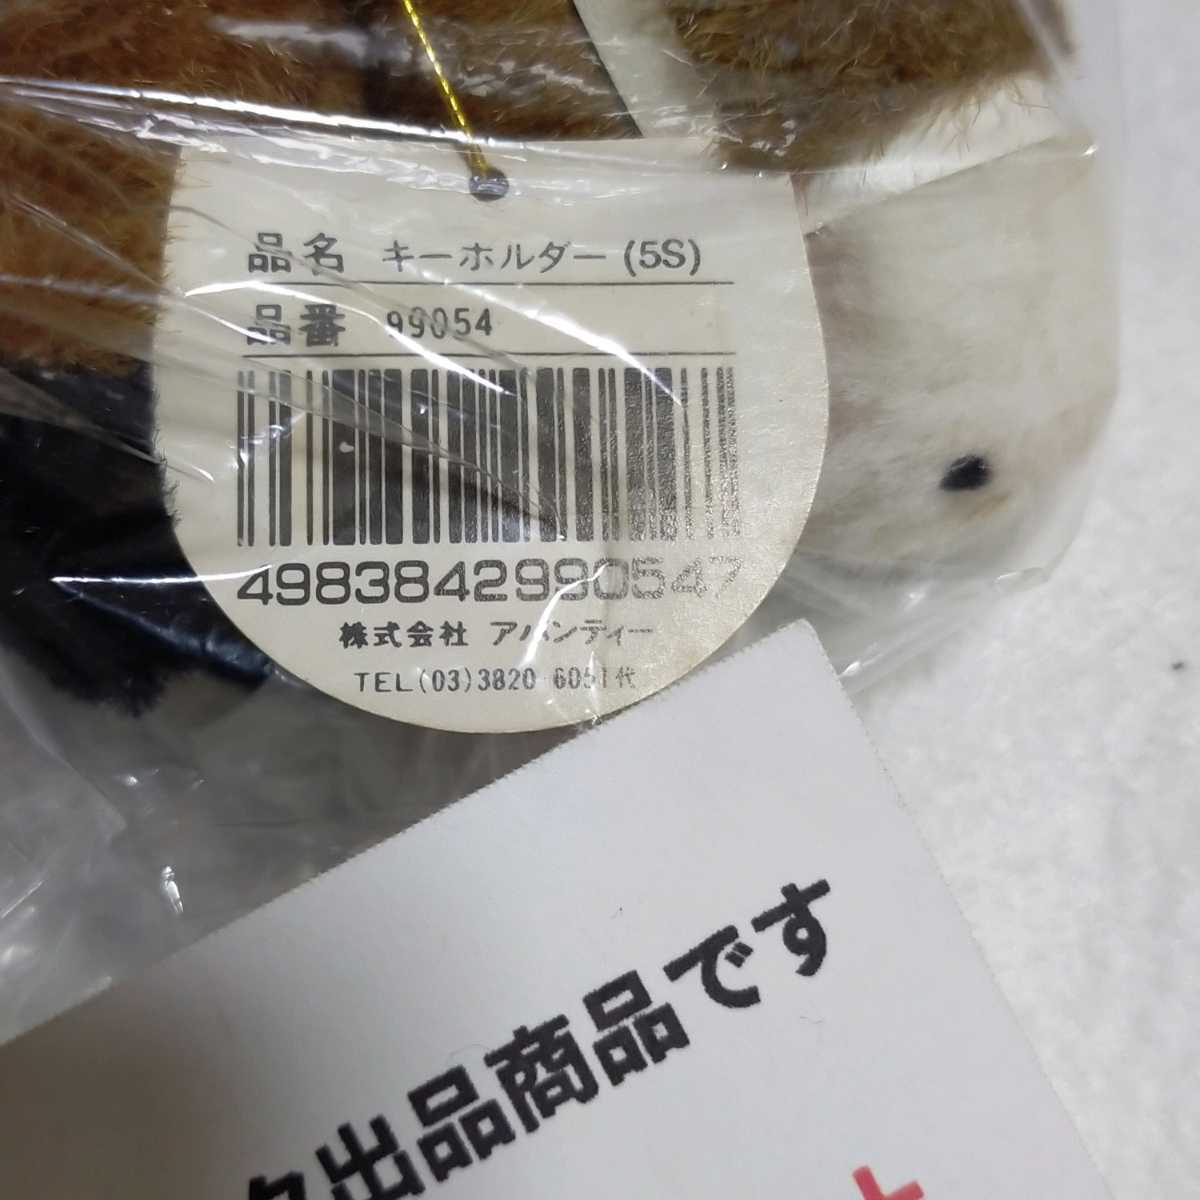 品名 キーホルダー (5S)
品番 99054
4983842990547
株式会社 アバンティー
TEL(03)3820 6051代
出品商品です